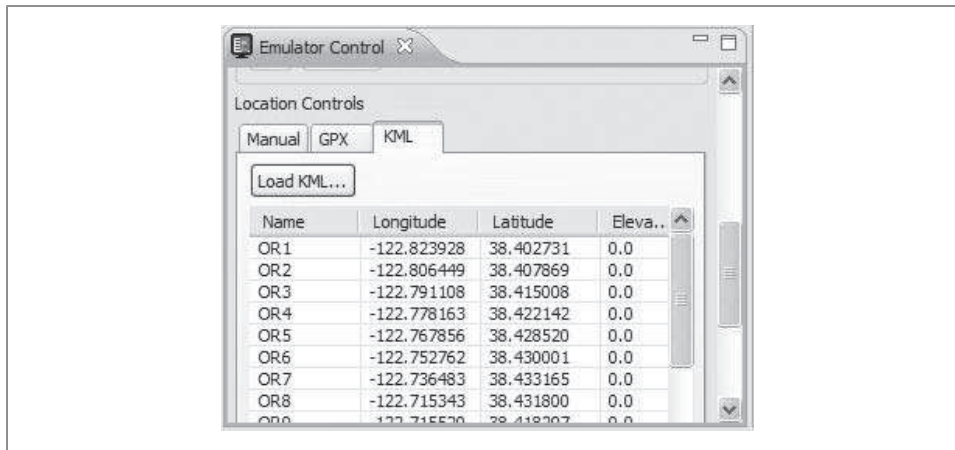 Emulator Control
Location Controls
Manual GPX KML
Load KML...
Name Longitude Latitude Eleva..
OR1 -122.823928 38.402731 0.0
OR2 -122.806449 38.407869 0.0
OR3 -122.791108 38.415008 0.0
OR4 -122.778163 38.422142 0.0
OR5 -122.767856 38.428520 0.0
OR6 -122.752762 38.430001 0.0
OR7 -122.736483 38.433165 0.0
OR8 -122.715343 38.431800 0.0